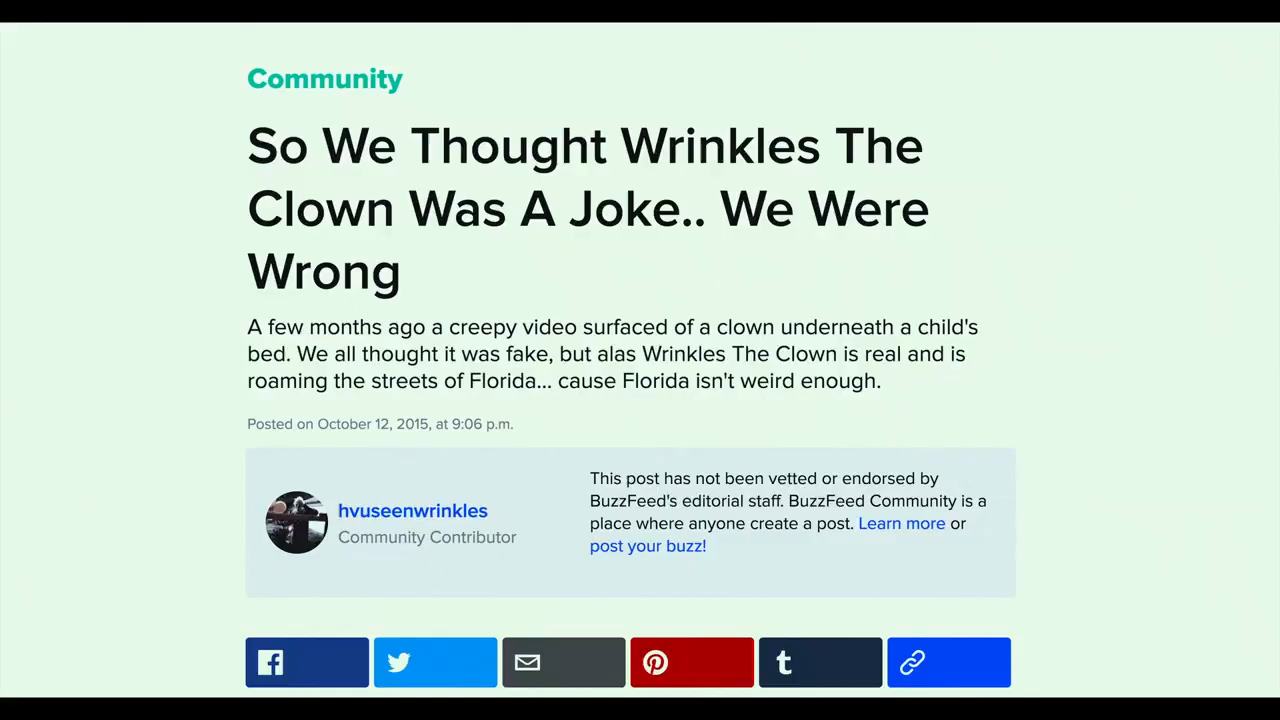 Community
So We Thought Wrinkles The
Clown Was A Joke.. We Were
Wrong
A few months ago a creepy video surfaced of a clown underneath a child's
bed. We all thought it was fake, but alas Wrinkles The Clown is real and is
roaming the streets of Florida... cause Florida isn't weird enough.
Posted on October 12, 2015, at 9:06 p.m.
hvuseenwrinkles
Community Contributor
This post has not been vetted or endorsed by
BuzzFeed's editorial staff. BuzzFeed Community is a
place where anyone create a post. Learn more or
post your buzz!